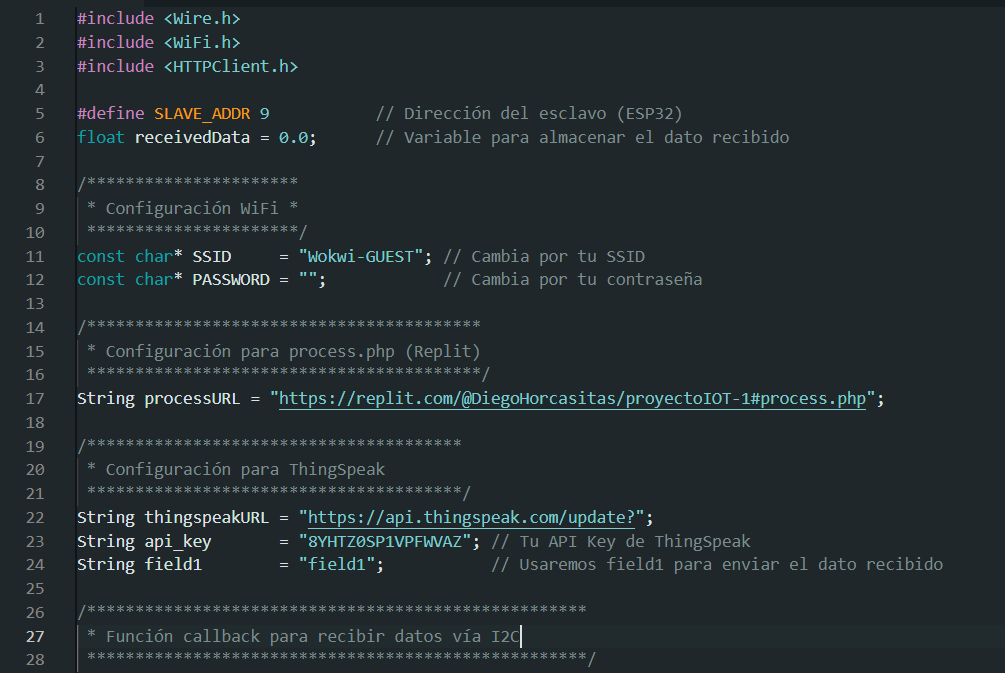 1 #include <Wire.h>
2 #include <WiFi.h>
3 #include <HTTPClient.h>
4
5 #define SLAVE_ADDR 9           // Dirección del esclavo (ESP32)
6 float receivedData = 0.0;      // Variable para almacenar el dato recibido
7
8 /**********************
9  * Configuración WiFi *
10  **********************/
11 const char* SSID     = "Wokwi-GUEST"; // Cambia por tu SSID
12 const char* PASSWORD = "";            // Cambia por tu contraseña
13
14 /*****************************************
15  * Configuración para process.php (Replit)
16  *****************************************/
17 String processURL = "https://replit.com/@DiegoHorcasitas/proyectoIOT-1#process.php";
18
19 /***************************************
20  * Configuración para ThingSpeak
21  ***************************************/
22 String thingspeakURL = "https://api.thingspeak.com/update?";
23 String api_key       = "8YHTZ0SP1VPFWVAZ"; // Tu API Key de ThingSpeak
24 String field1        = "field1";           // Usaremos field1 para enviar el dato recibido
25
26 /****************************************************
27  * Función callback para recibir datos vía I2C
28  ****************************************************/